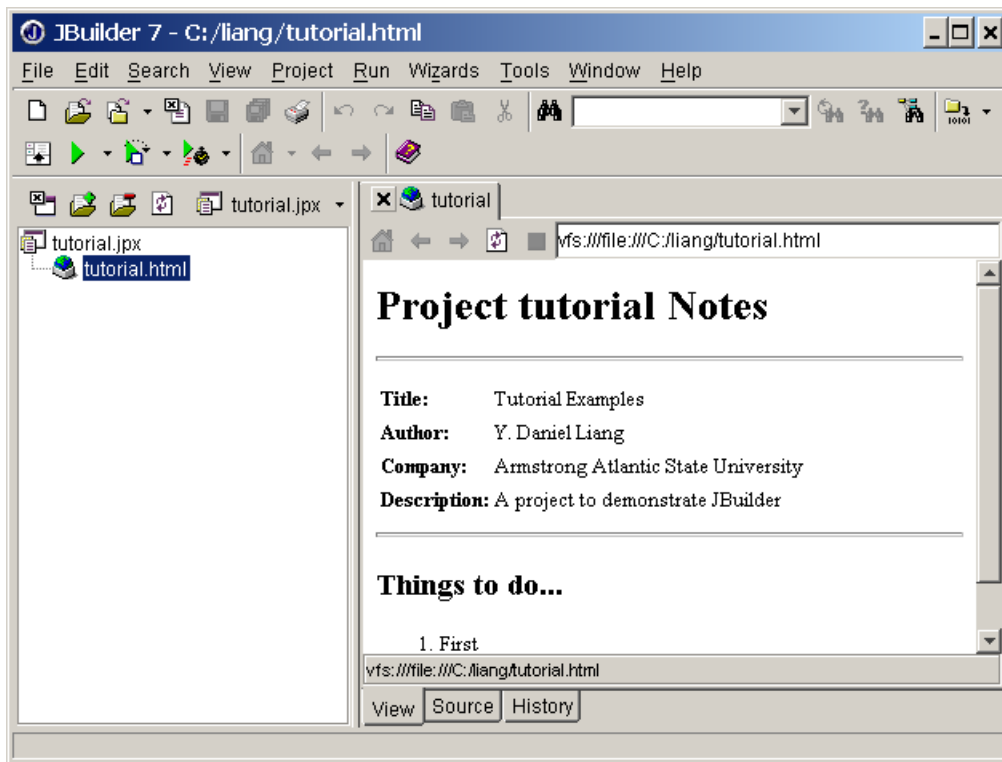 JBuilder 7 - C:/liang/tutorial.html
File Edit Search View Project Run Wizards Tools Window Help
tutorial.jpx
tutorial
tutorial.jpx
vfs:///file:///C:/liang/tutorial.html
tutorial.html
Project tutorial Notes
Title: Tutorial Examples
Author: Y. Daniel Liang
Company: Armstrong Atlantic State University
Description: A project to demonstrate JBuilder
Things to do...
1. First
vfs:///file:///C:/liang/tutorial.html
View Source History